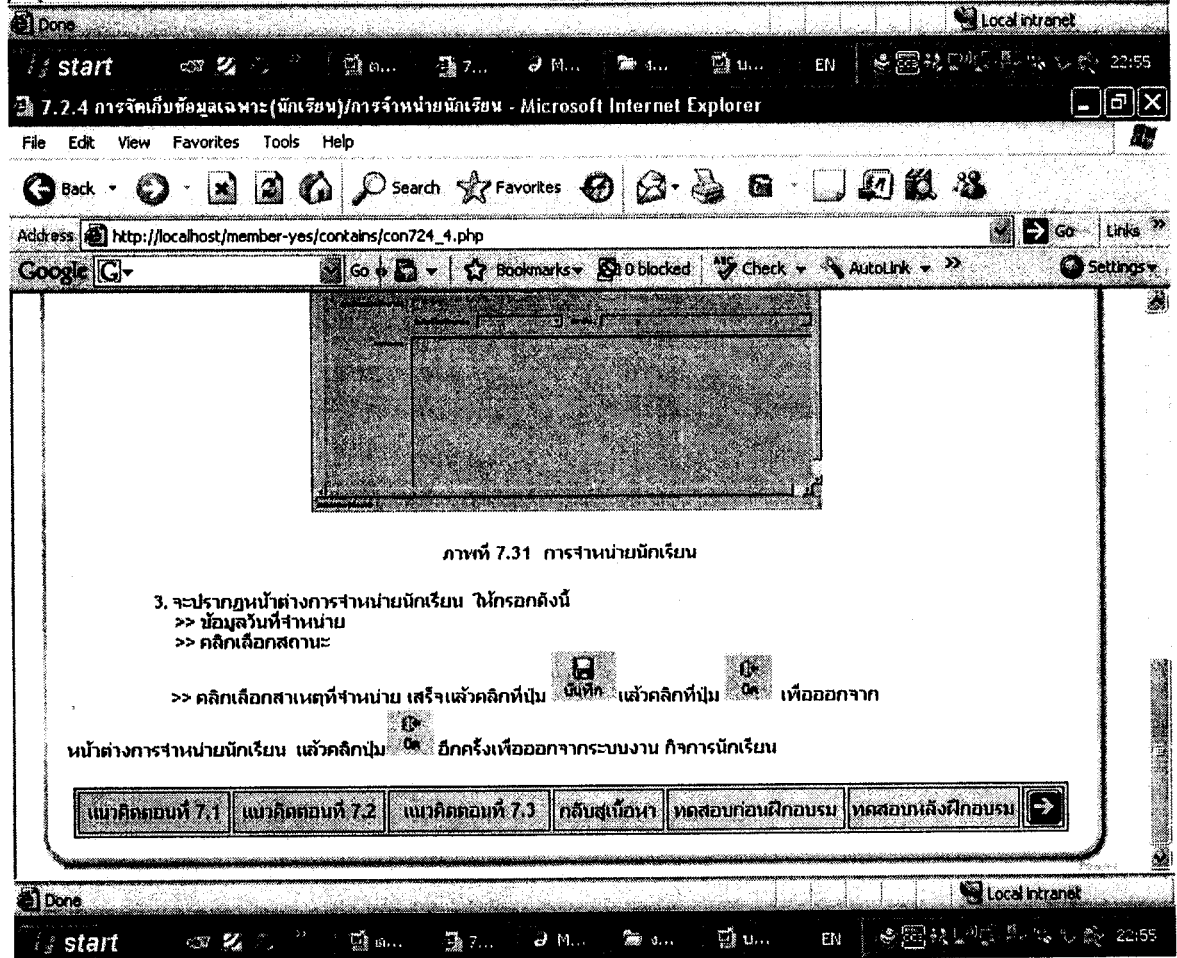 Done Local intranet
start ต... 7... M... ง... บ... EN 22:55
7.2.4 การจัดเก็บข้อมูลเฉพาะ(นักเรียน)/การจำหน่ายนักเรียน - Microsoft Internet Explorer
File Edit View Favorites Tools Help
Back Search Favorites
Address http://localhost/member-yes/contains/con724_4.php Go Links »
Google G Go Bookmarks 0 blocked Check AutoLink » Settings
ภาพที่ 7.31 การจำหน่ายนักเรียน
3. จะปรากฏหน้าต่างการจำหน่ายนักเรียน ให้กรอกดังนี้
>> ข้อมูลวันที่จำหน่าย
>> คลิกเลือกสถานะ
>> คลิกเลือกสาเหตุที่จำหน่าย เสร็จแล้วคลิกที่ปุ่ม บันทึก แล้วคลิกที่ปุ่ม ปิด เพื่อออกจาก
หน้าต่างการจำหน่ายนักเรียน แล้วคลิกปุ่ม ปิด อีกครั้งเพื่อออกจากระบบงาน กิจการนักเรียน
แนวคิดตอนที่ 7.1 แนวคิดตอนที่ 7.2 แนวคิดตอนที่ 7.3 กลับสู่เนื้อหา ทดสอบก่อนฝึกอบรม ทดสอบหลังฝึกอบรม
Done Local intranet
start ต... 7... M... ง... บ... EN 22:55